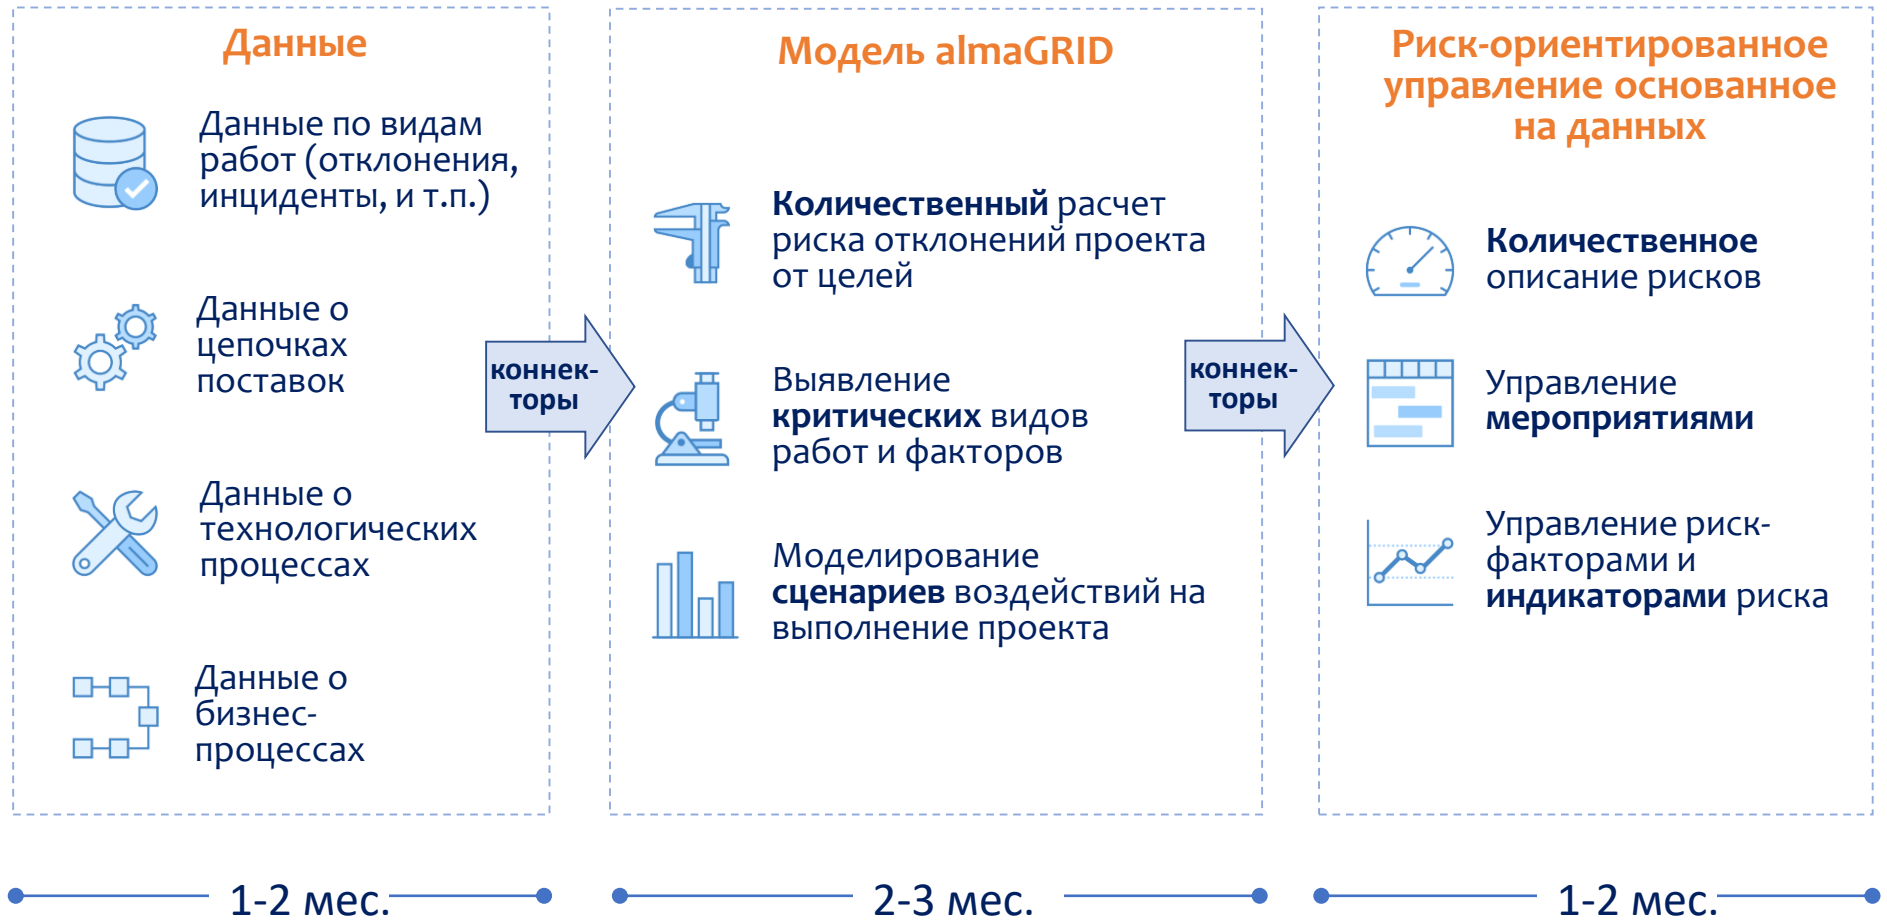 Данные
Данные по видам
работ (отклонения,
инциденты, и т.п.)
Данные о
цепочках
поставок
Данные о
технологических
процессах
Данные о
бизнес-
процессах
коннек-
торы
Модель almaGRID
Количественный расчет
риска отклонений проекта
от целей
Выявление
критических видов
работ и факторов
Моделирование
сценариев воздействий на
выполнение проекта
коннек-
торы
Риск-ориентированное
управление основанное
на данных
Количественное
описание рисков
Управление
мероприятиями
Управление риск-
факторами и
индикаторами риска
1-2 мес.
2-3 мес.
1-2 мес.